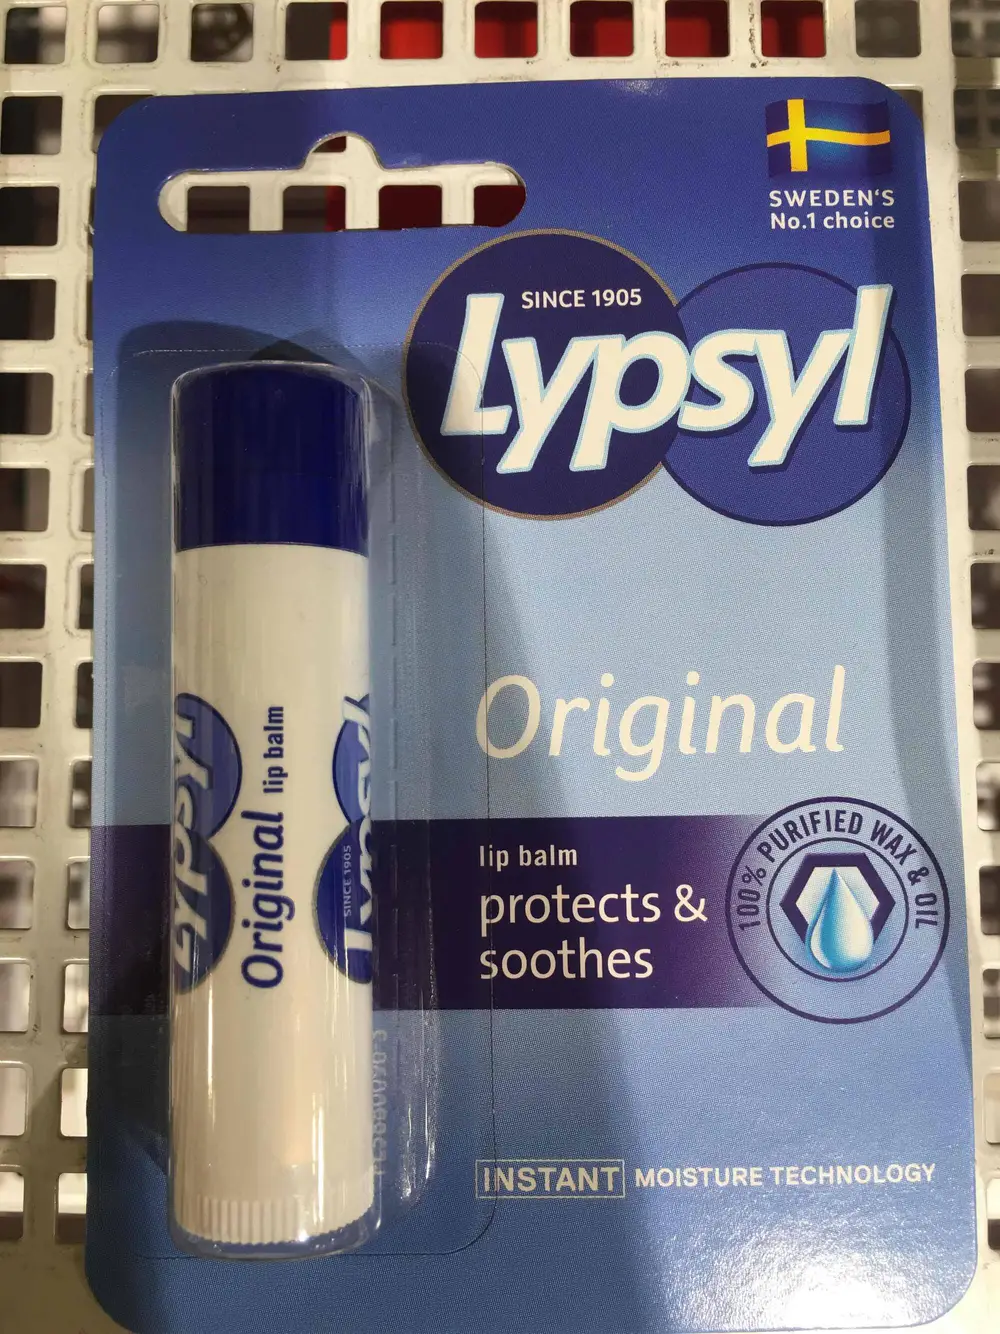 SWEDEN'S
No.1 choice
SINCE 1905
Lypsyl
Original
lip balm
protects &
soothes
100% PURIFIED WAX & OIL
INSTANT MOISTURE TECHNOLOGY
Lypsyl
Original lip balm
SINCE 1905
Lypsyl